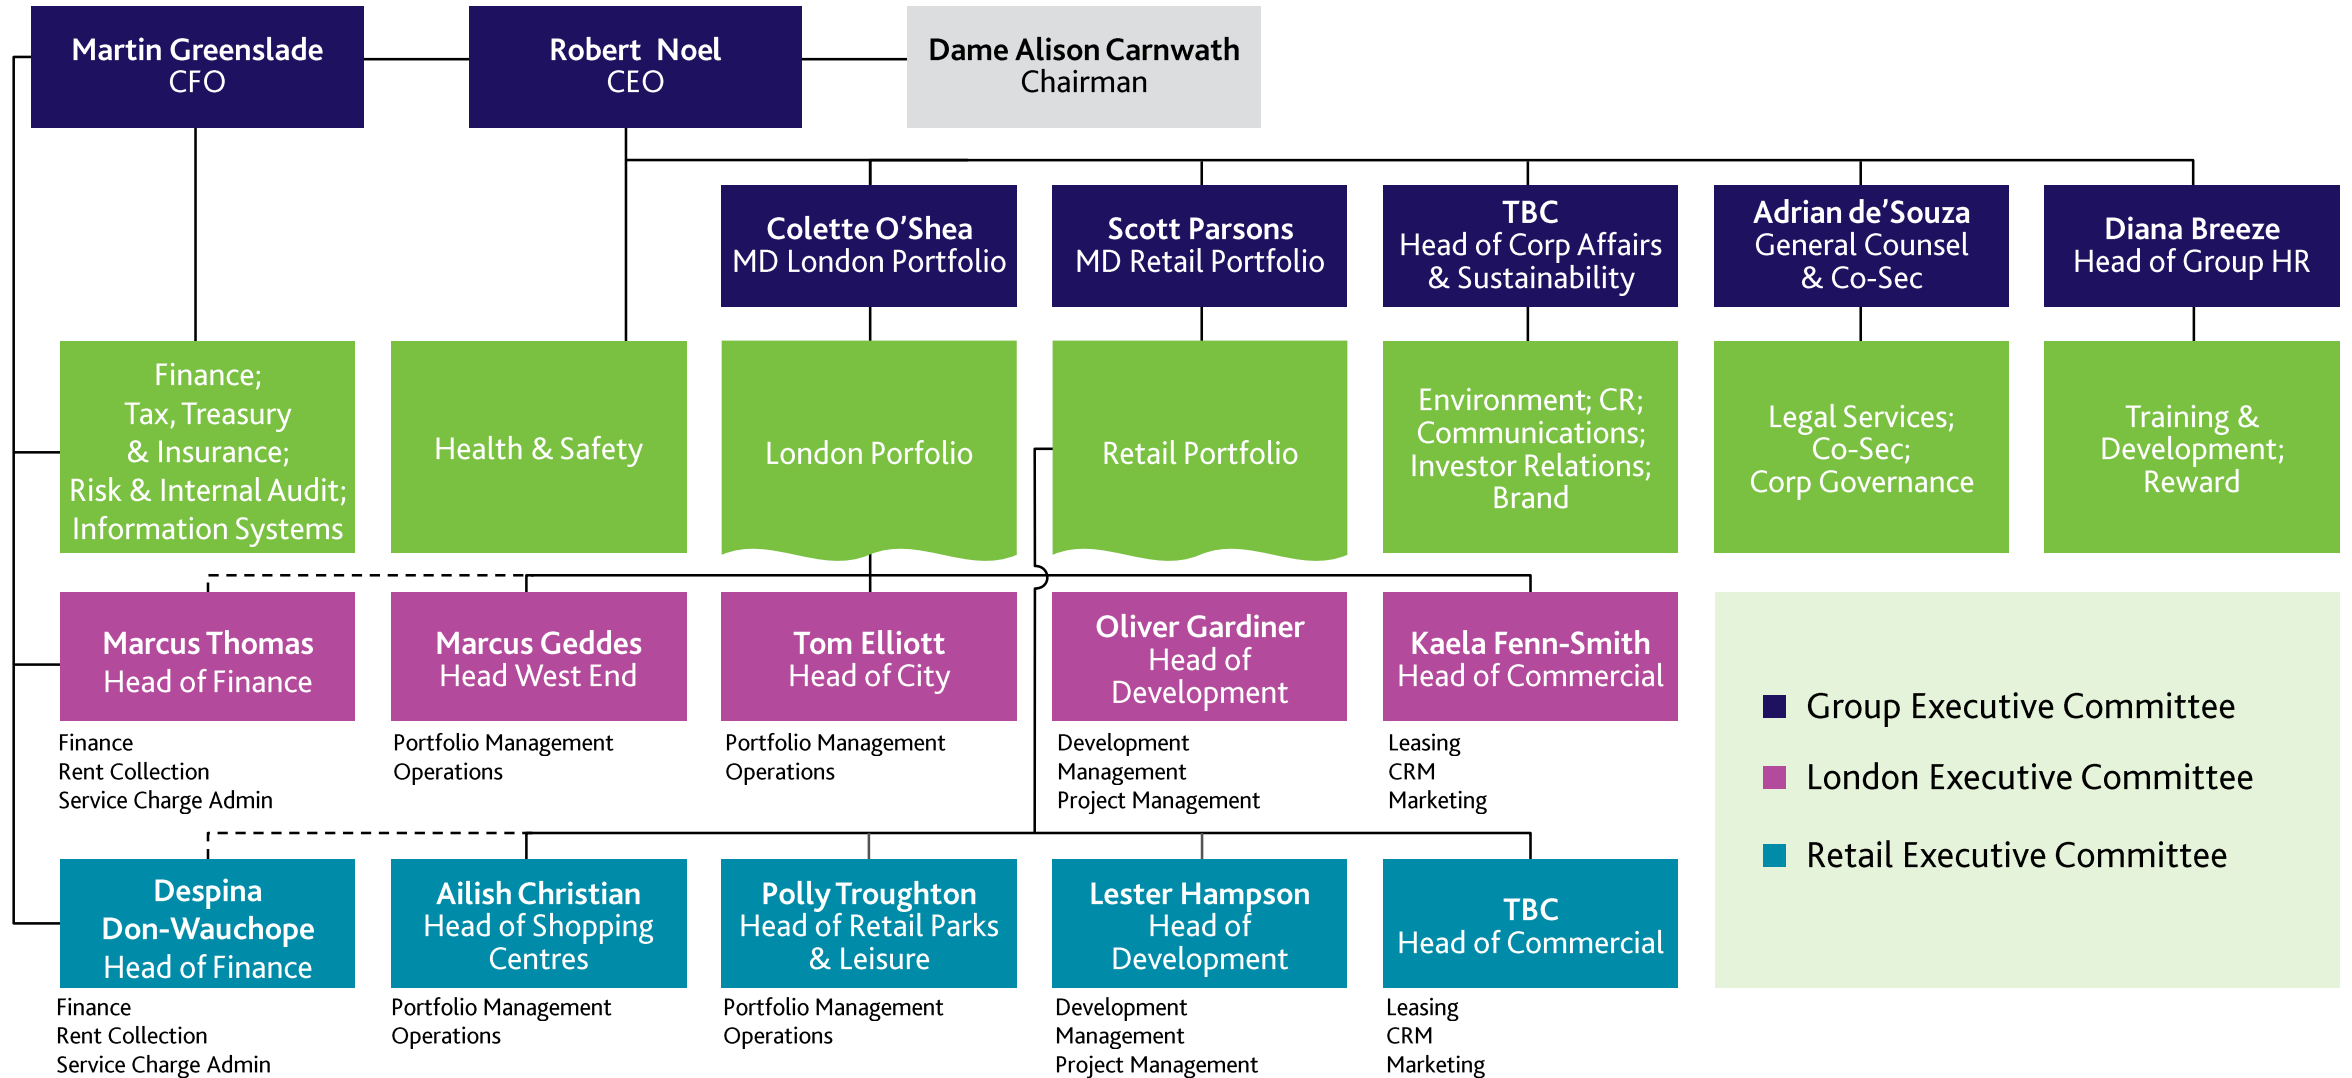 Martin Greenslade
CFO
Robert Noel
CEO
Dame Alison Carnwath
Chairman
Colette O'Shea
MD London Portfolio
Scott Parsons
MD Retail Portfolio
TBC
Head of Corp Affairs
& Sustainability
Adrian de'Souza
General Counsel
& Co-Sec
Diana Breeze
Head of Group HR
Finance;
Tax, Treasury
& Insurance;
Risk & Internal Audit;
Information Systems
Health & Safety
London Porfolio
Retail Portfolio
Environment; CR;
Communications;
Investor Relations;
Brand
Legal Services;
Co-Sec;
Corp Governance
Training &
Development;
Reward
Marcus Thomas
Head of Finance
Finance
Rent Collection
Service Charge Admin
Marcus Geddes
Head West End
Portfolio Management
Operations
Tom Elliott
Head of City
Portfolio Management
Operations
Oliver Gardiner
Head of
Development
Development
Management
Project Management
Kaela Fenn-Smith
Head of Commercial
Leasing
CRM
Marketing
Group Executive Committee
London Executive Committee
Retail Executive Committee
Despina
Don-Wauchope
Head of Finance
Finance
Rent Collection
Service Charge Admin
Ailish Christian
Head of Shopping
Centres
Portfolio Management
Operations
Polly Troughton
Head of Retail Parks
& Leisure
Portfolio Management
Operations
Lester Hampson
Head of
Development
Development
Management
Project Management
TBC
Head of Commercial
Leasing
CRM
Marketing